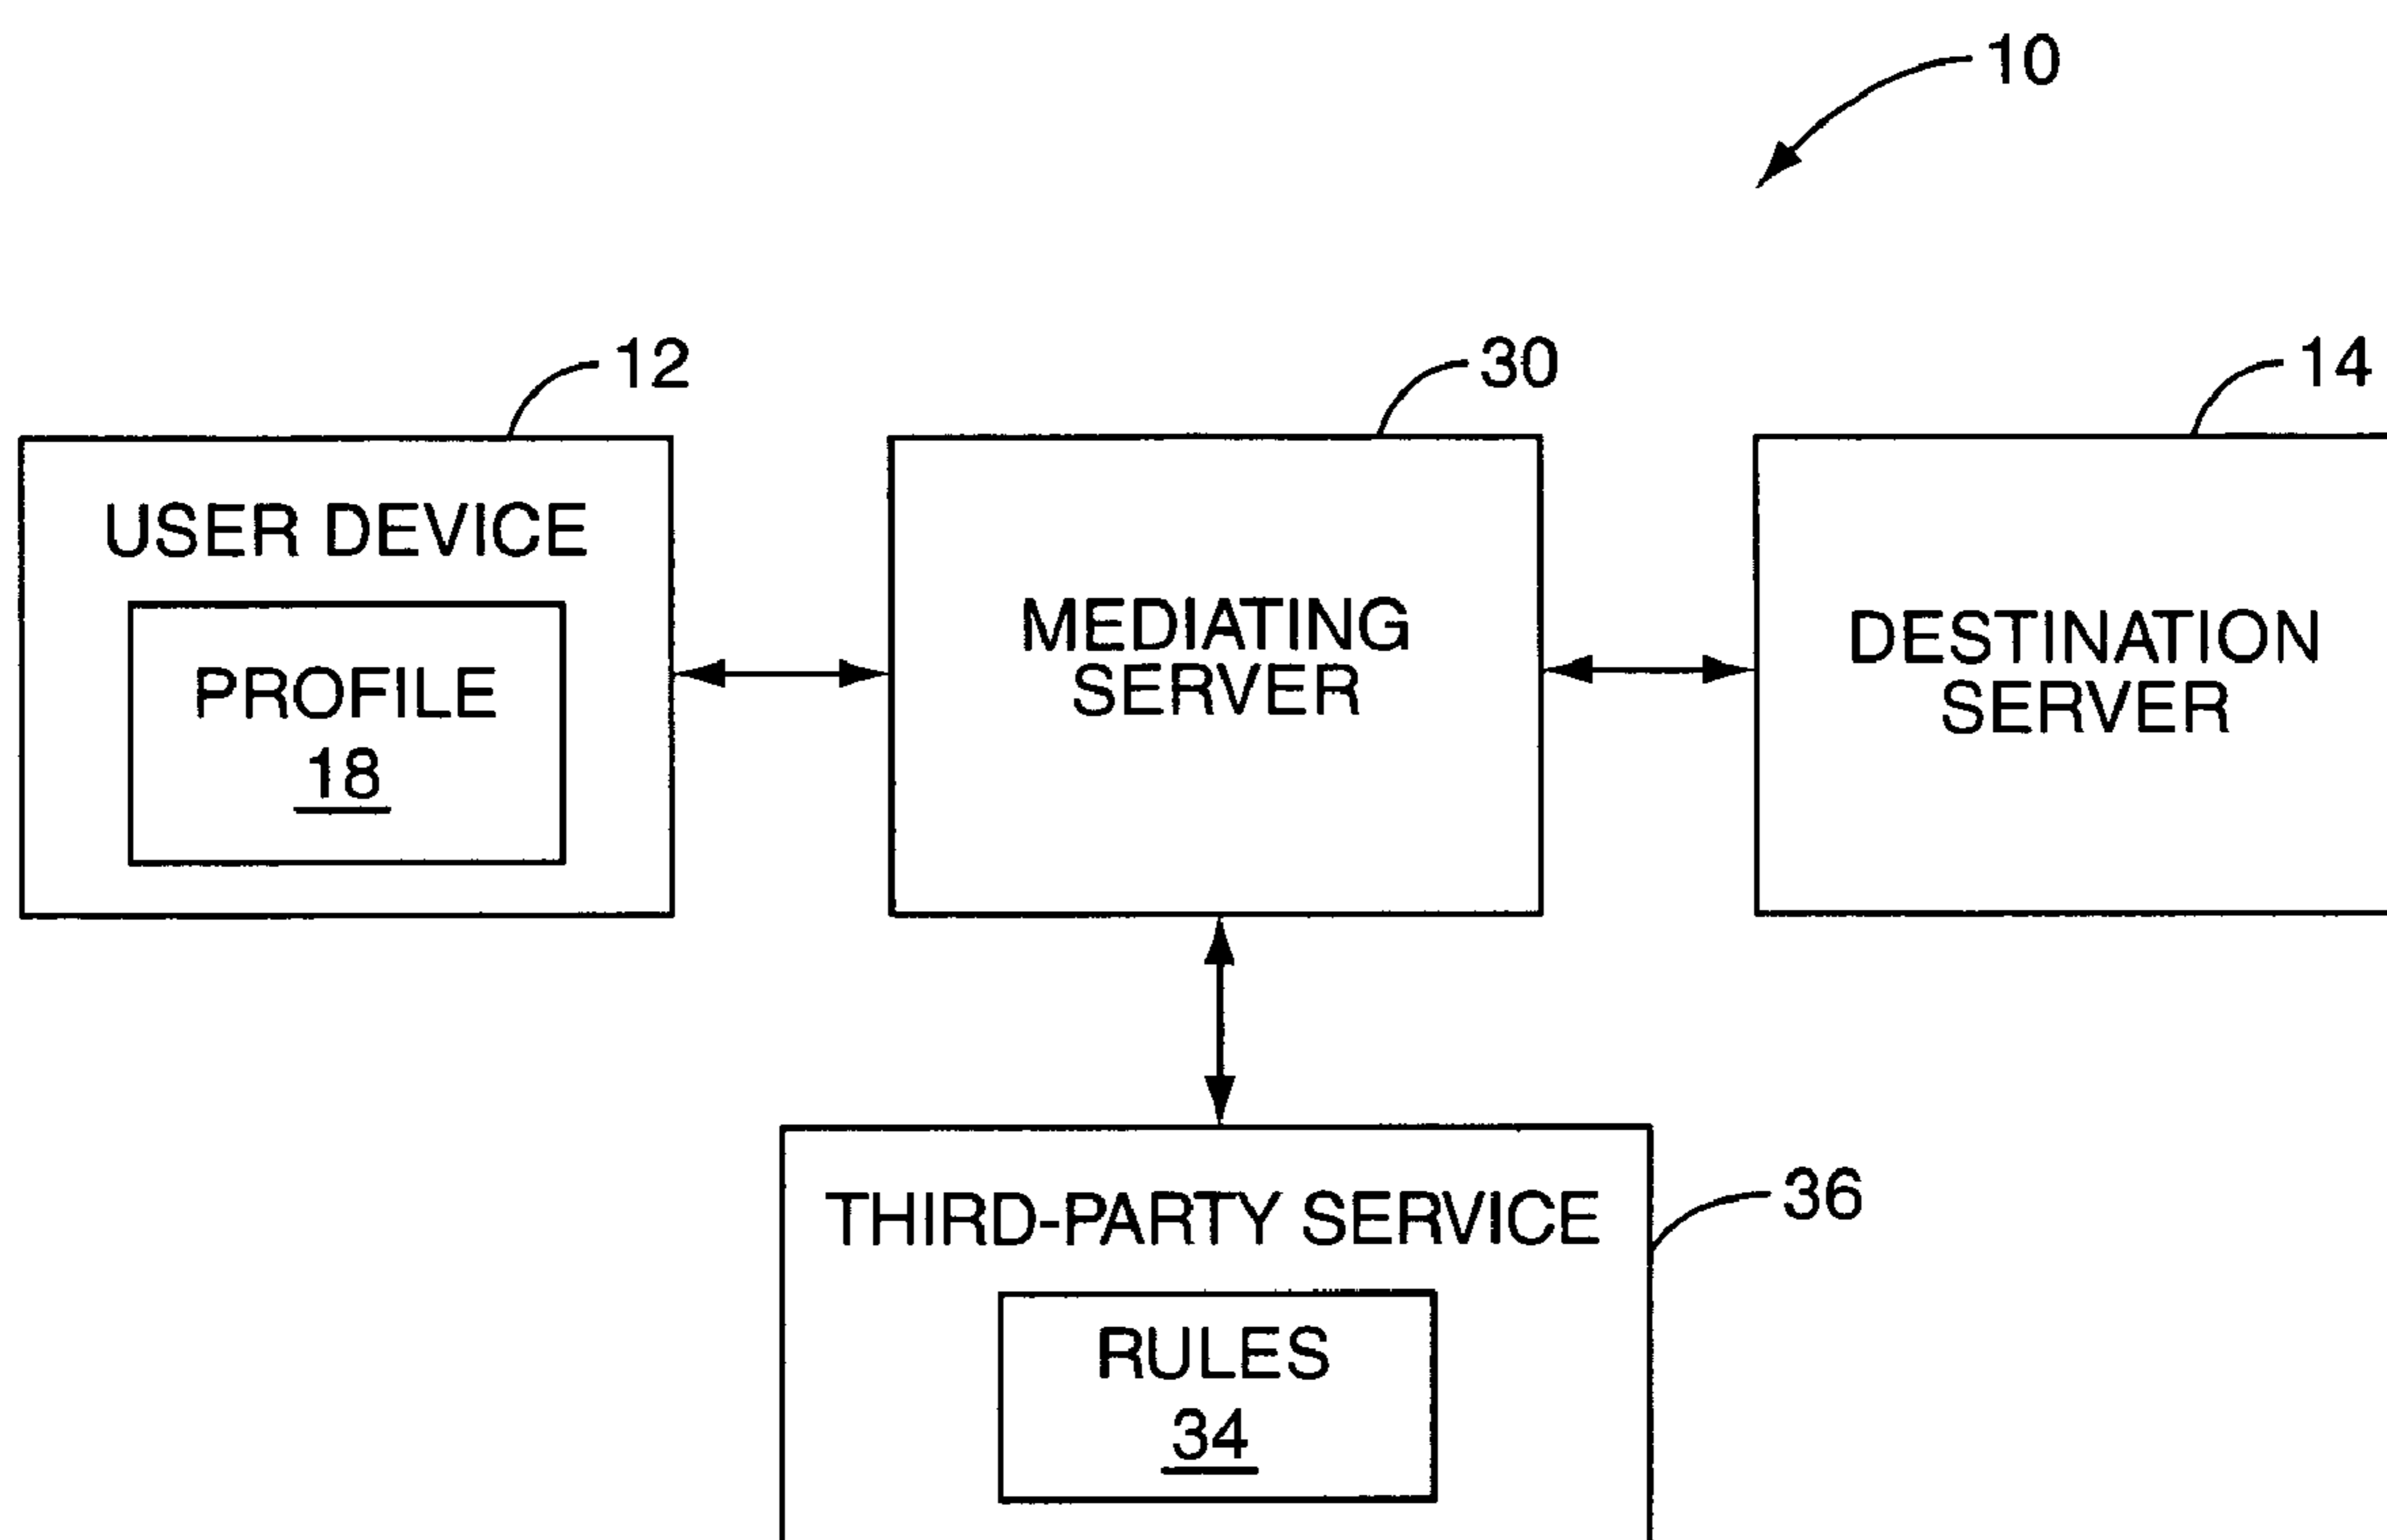 10
12
30
14
USER DEVICE
PROFILE
18
MEDIATING
SERVER
DESTINATION
SERVER
THIRD-PARTY SERVICE
36
RULES
34